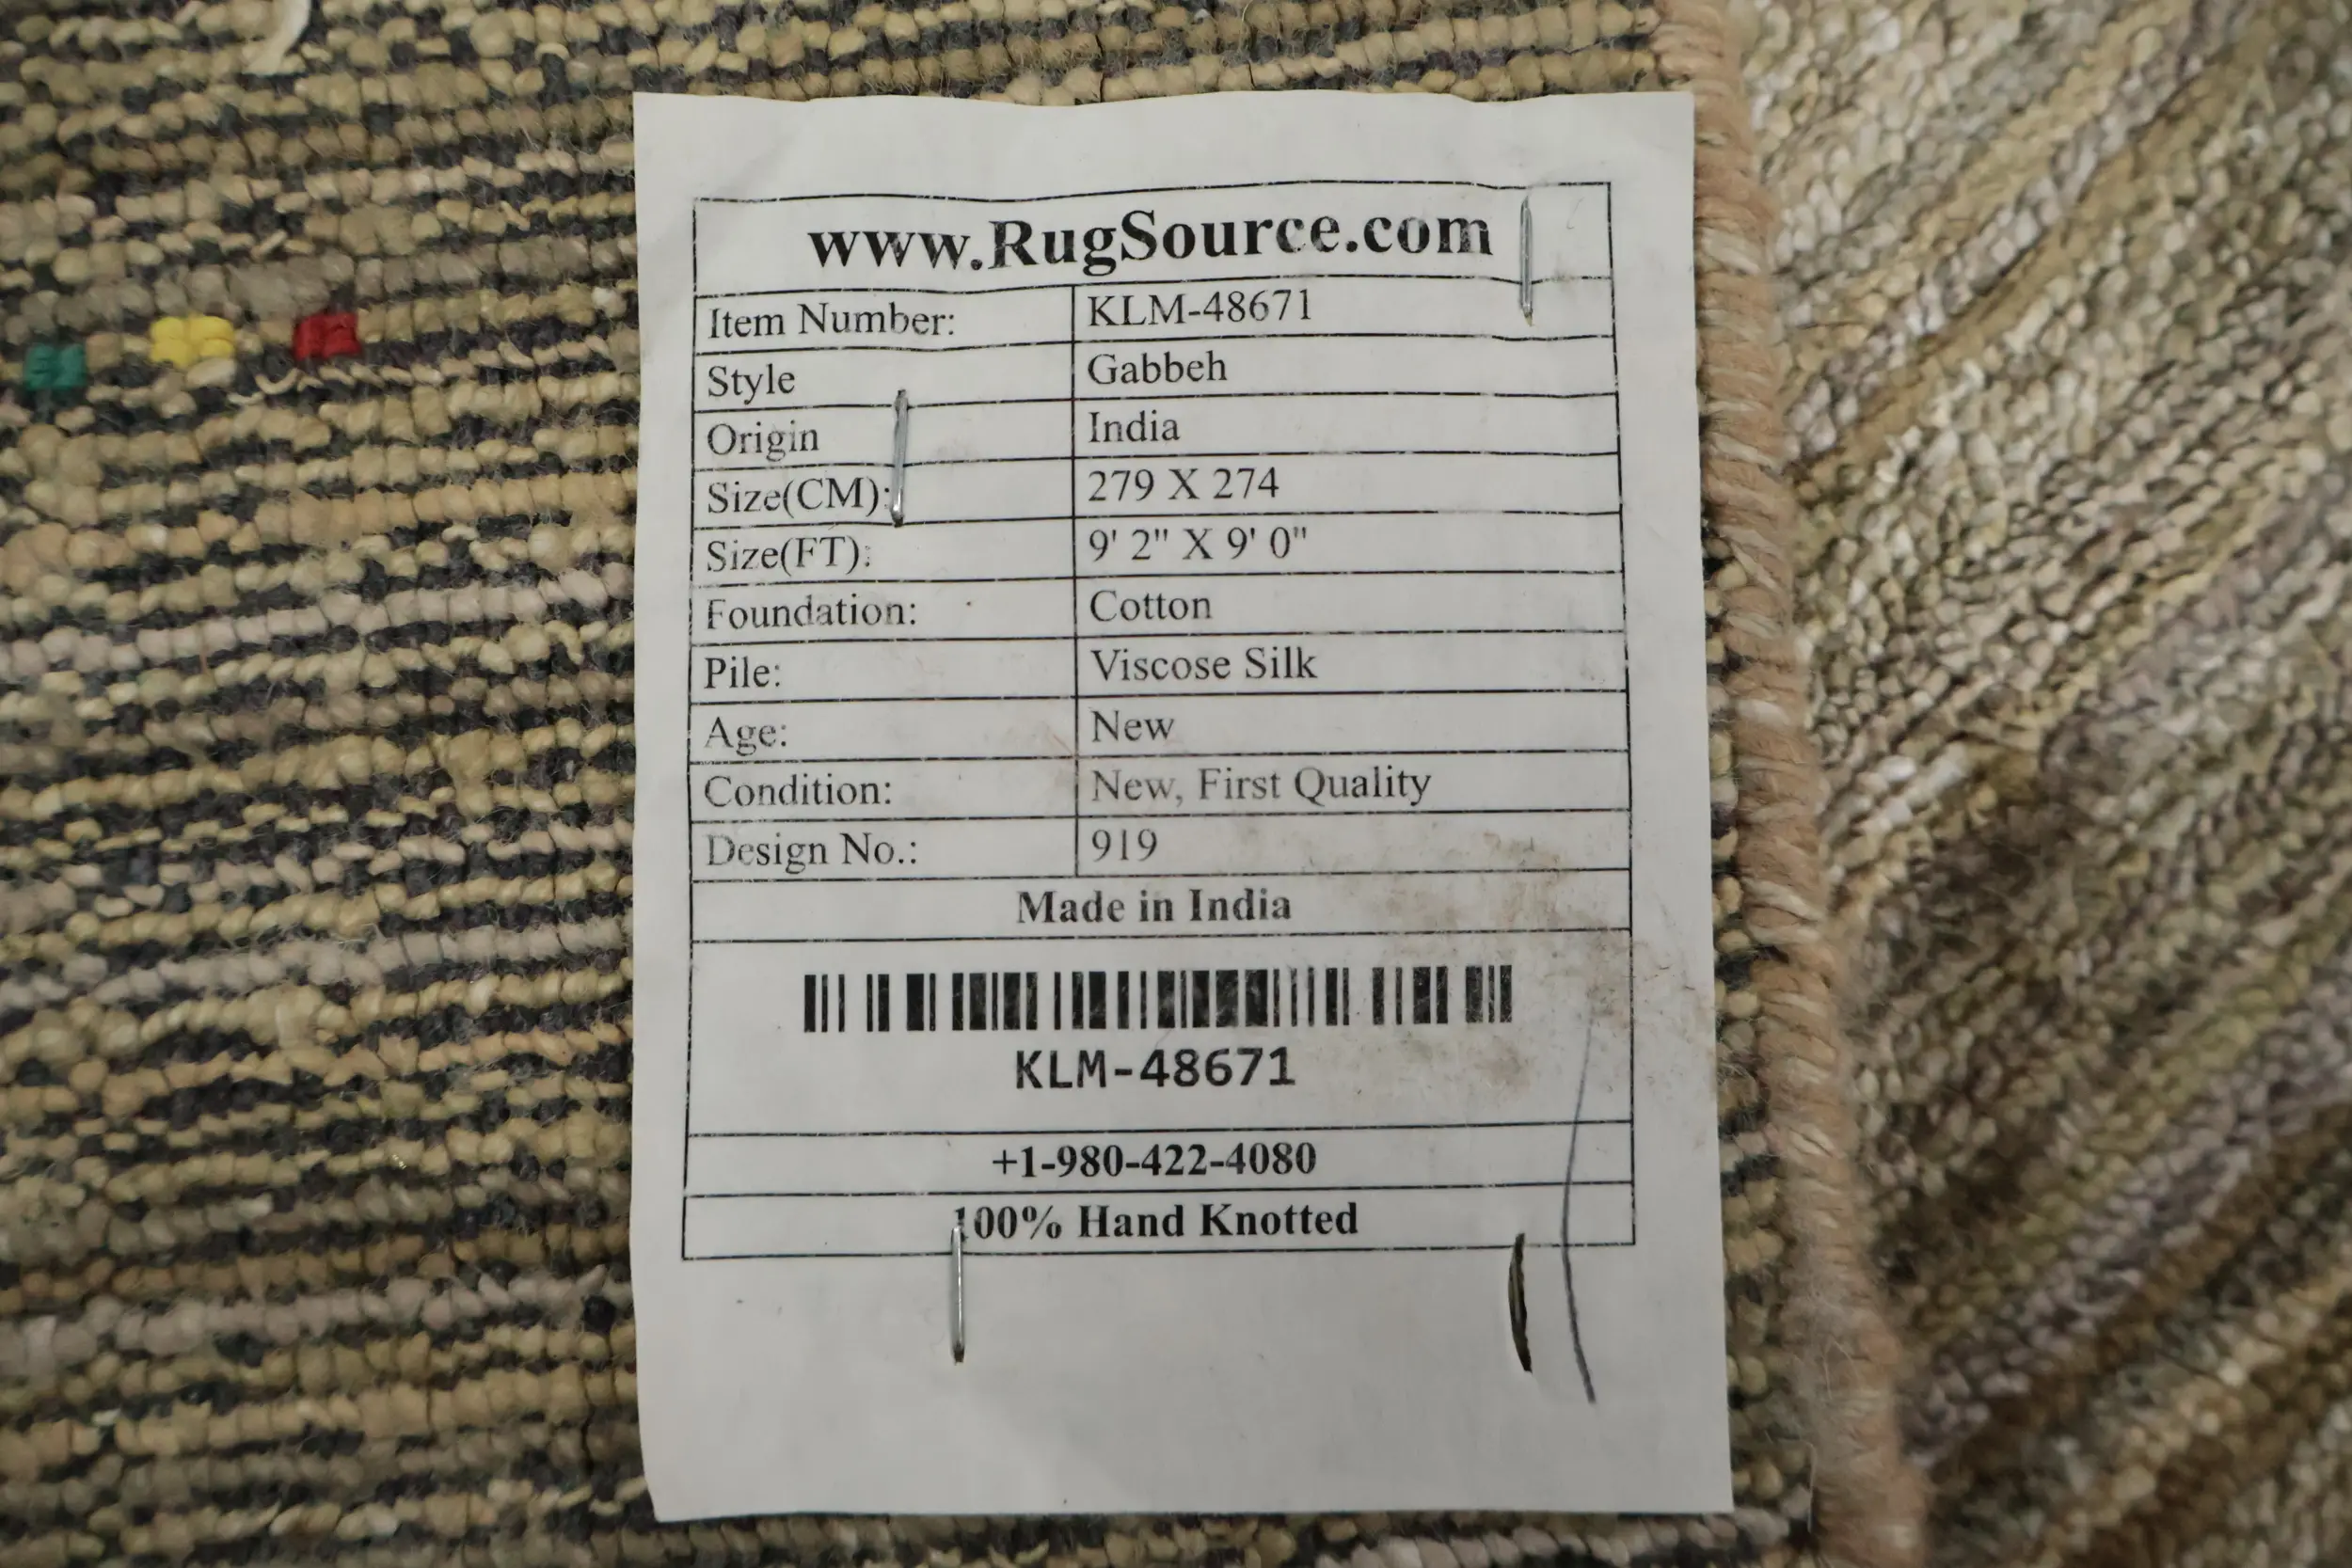 www.RugSource.com
Item Number: KLM-48671
Style Gabbeh
Origin India
Size(CM): 279 X 274
Size(FT): 9' 2" X 9' 0"
Foundation: Cotton
Pile: Viscose Silk
Age: New
Condition: New, First Quality
Design No.: 919
Made in India
KLM-48671
+1-980-422-4080
100% Hand Knotted